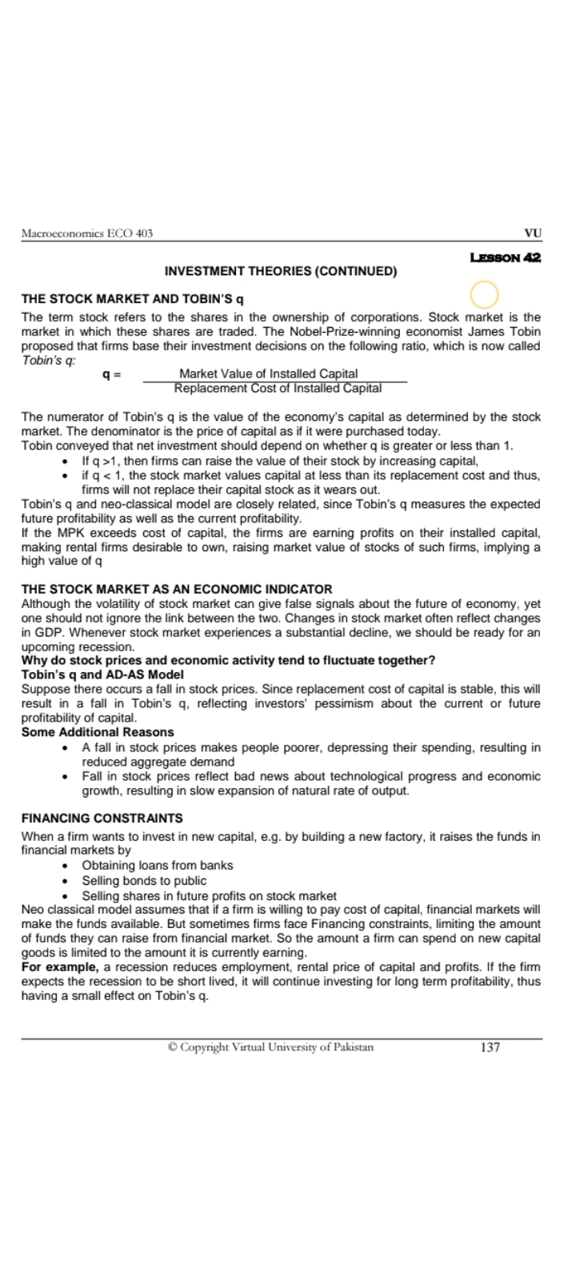 Macroeconomics ECO 403 VU
LESSON 42
INVESTMENT THEORIES (CONTINUED)
THE STOCK MARKET AND TOBIN'S q
The term stock refers to the shares in the ownership of corporations. Stock market is the
market in which these shares are traded. The Nobel-Prize-winning economist James Tobin
proposed that firms base their investment decisions on the following ratio, which is now called
Tobin's q:
q = Market Value of Installed Capital
Replacement Cost of Installed Capital
The numerator of Tobin's q is the value of the economy's capital as determined by the stock
market. The denominator is the price of capital as if it were purchased today.
Tobin conveyed that net investment should depend on whether q is greater or less than 1.
• If q >1, then firms can raise the value of their stock by increasing capital,
• if q < 1, the stock market values capital at less than its replacement cost and thus,
firms will not replace their capital stock as it wears out.
Tobin's q and neo-classical model are closely related, since Tobin's q measures the expected
future profitability as well as the current profitability.
If the MPK exceeds cost of capital, the firms are earning profits on their installed capital,
making rental firms desirable to own, raising market value of stocks of such firms, implying a
high value of q
THE STOCK MARKET AS AN ECONOMIC INDICATOR
Although the volatility of stock market can give false signals about the future of economy, yet
one should not ignore the link between the two. Changes in stock market often reflect changes
in GDP. Whenever stock market experiences a substantial decline, we should be ready for an
upcoming recession.
Why do stock prices and economic activity tend to fluctuate together?
Tobin's q and AD-AS Model
Suppose there occurs a fall in stock prices. Since replacement cost of capital is stable, this will
result in a fall in Tobin's q, reflecting investors' pessimism about the current or future
profitability of capital.
Some Additional Reasons
• A fall in stock prices makes people poorer, depressing their spending, resulting in
reduced aggregate demand
• Fall in stock prices reflect bad news about technological progress and economic
growth, resulting in slow expansion of natural rate of output.
FINANCING CONSTRAINTS
When a firm wants to invest in new capital, e.g. by building a new factory, it raises the funds in
financial markets by
• Obtaining loans from banks
• Selling bonds to public
• Selling shares in future profits on stock market
Neo classical model assumes that if a firm is willing to pay cost of capital, financial markets will
make the funds available. But sometimes firms face Financing constraints, limiting the amount
of funds they can raise from financial market. So the amount a firm can spend on new capital
goods is limited to the amount it is currently earning.
For example, a recession reduces employment, rental price of capital and profits. If the firm
expects the recession to be short lived, it will continue investing for long term profitability, thus
having a small effect on Tobin's q.
© Copyright Virtual University of Pakistan 137